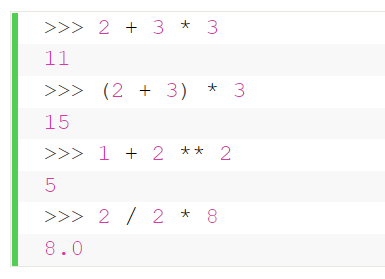 >>> 2 + 3 * 3
11
>>> (2 + 3) * 3
15
>>> 1 + 2 ** 2
5
>>> 2 / 2 * 8
8.0